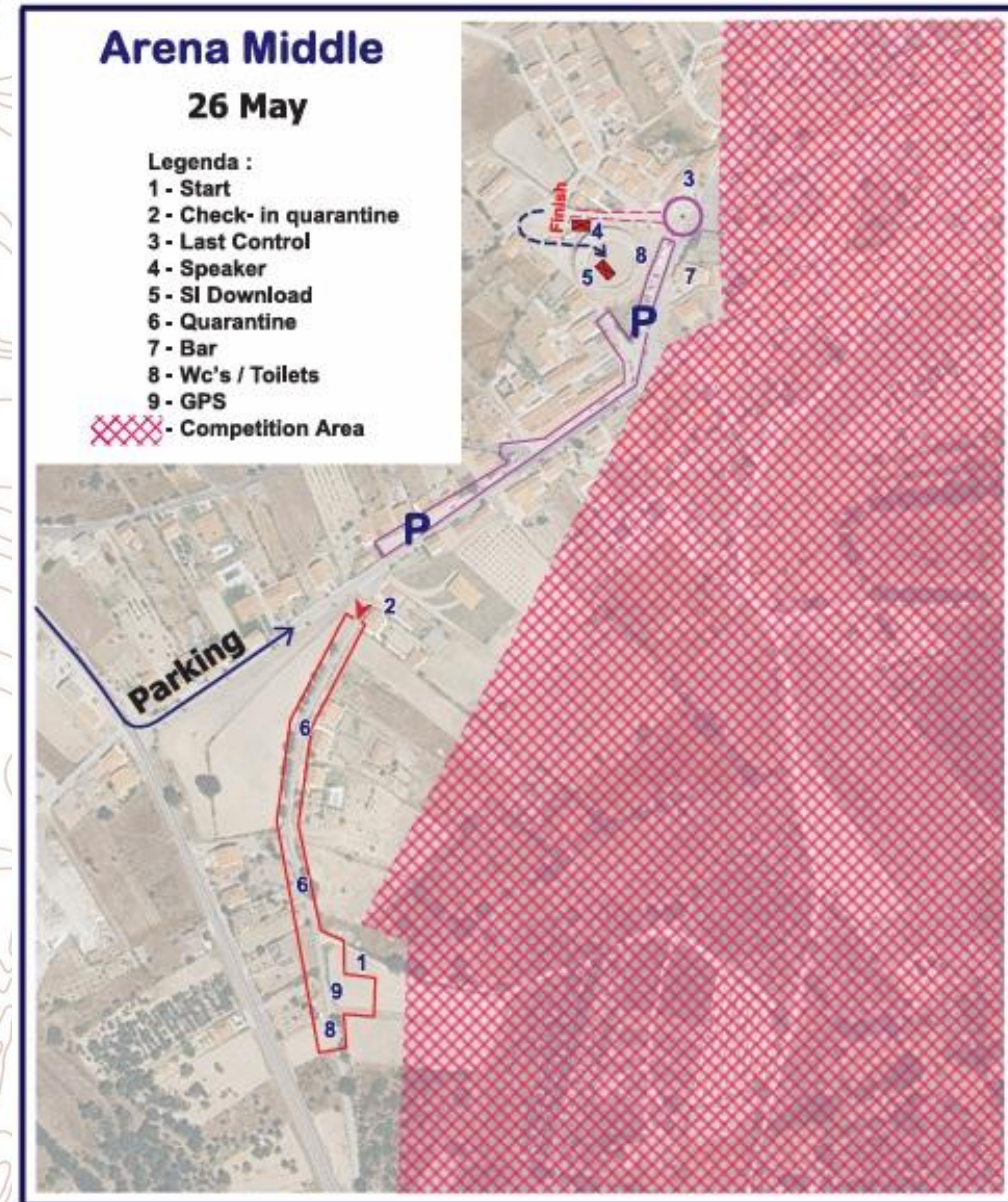 Arena Middle
26 May
Legenda :
1 - Start
2 - Check- in quarantine
3 - Last Control
4 - Speaker
5 - SI Download
6 - Quarantine
7 - Bar
8 - Wc's / Toilets
9 - GPS
- Competition Area
3
Finish
4
8
5
7
P
P
2
Parking
6
6
1
9
8